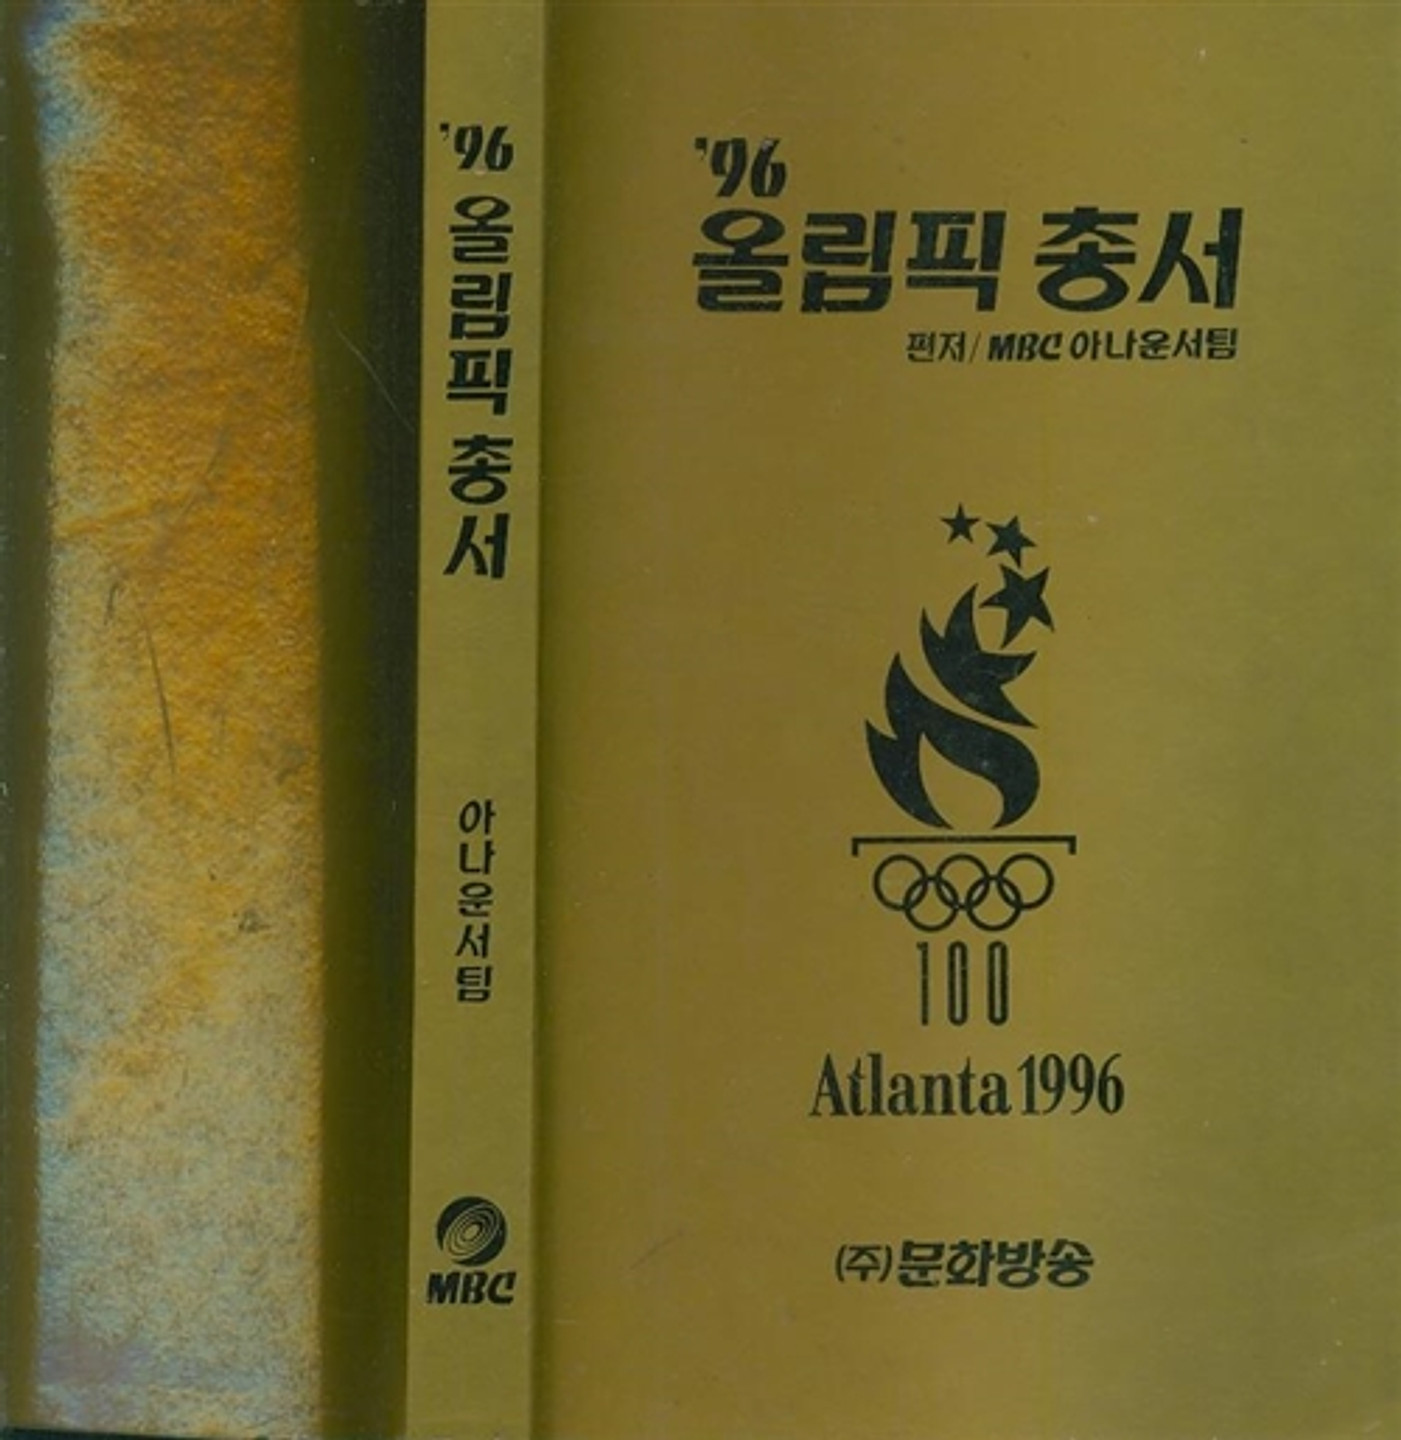 '96
올림픽 총서
아나운서팀
MBC
'96
올림픽 총서
편저/ MBC 아나운서팀
100
Atlanta 1996
(주)문화방송